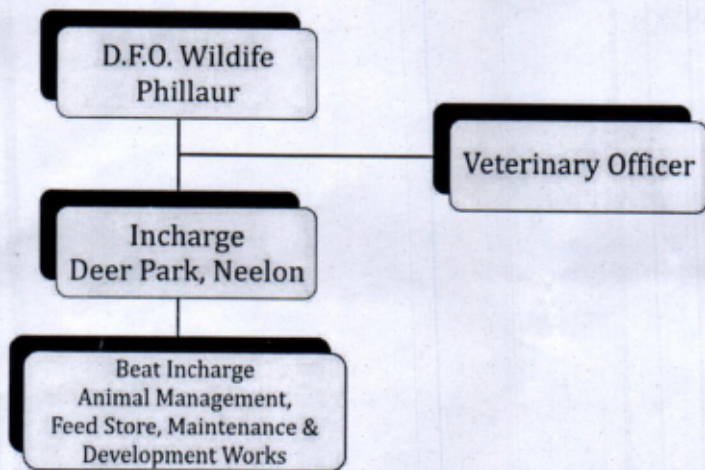 D.F.O. Wildife
Phillaur
Veterinary Officer
Incharge
Deer Park, Neelon
Beat Incharge
Animal Management,
Feed Store, Maintenance &
Development Works